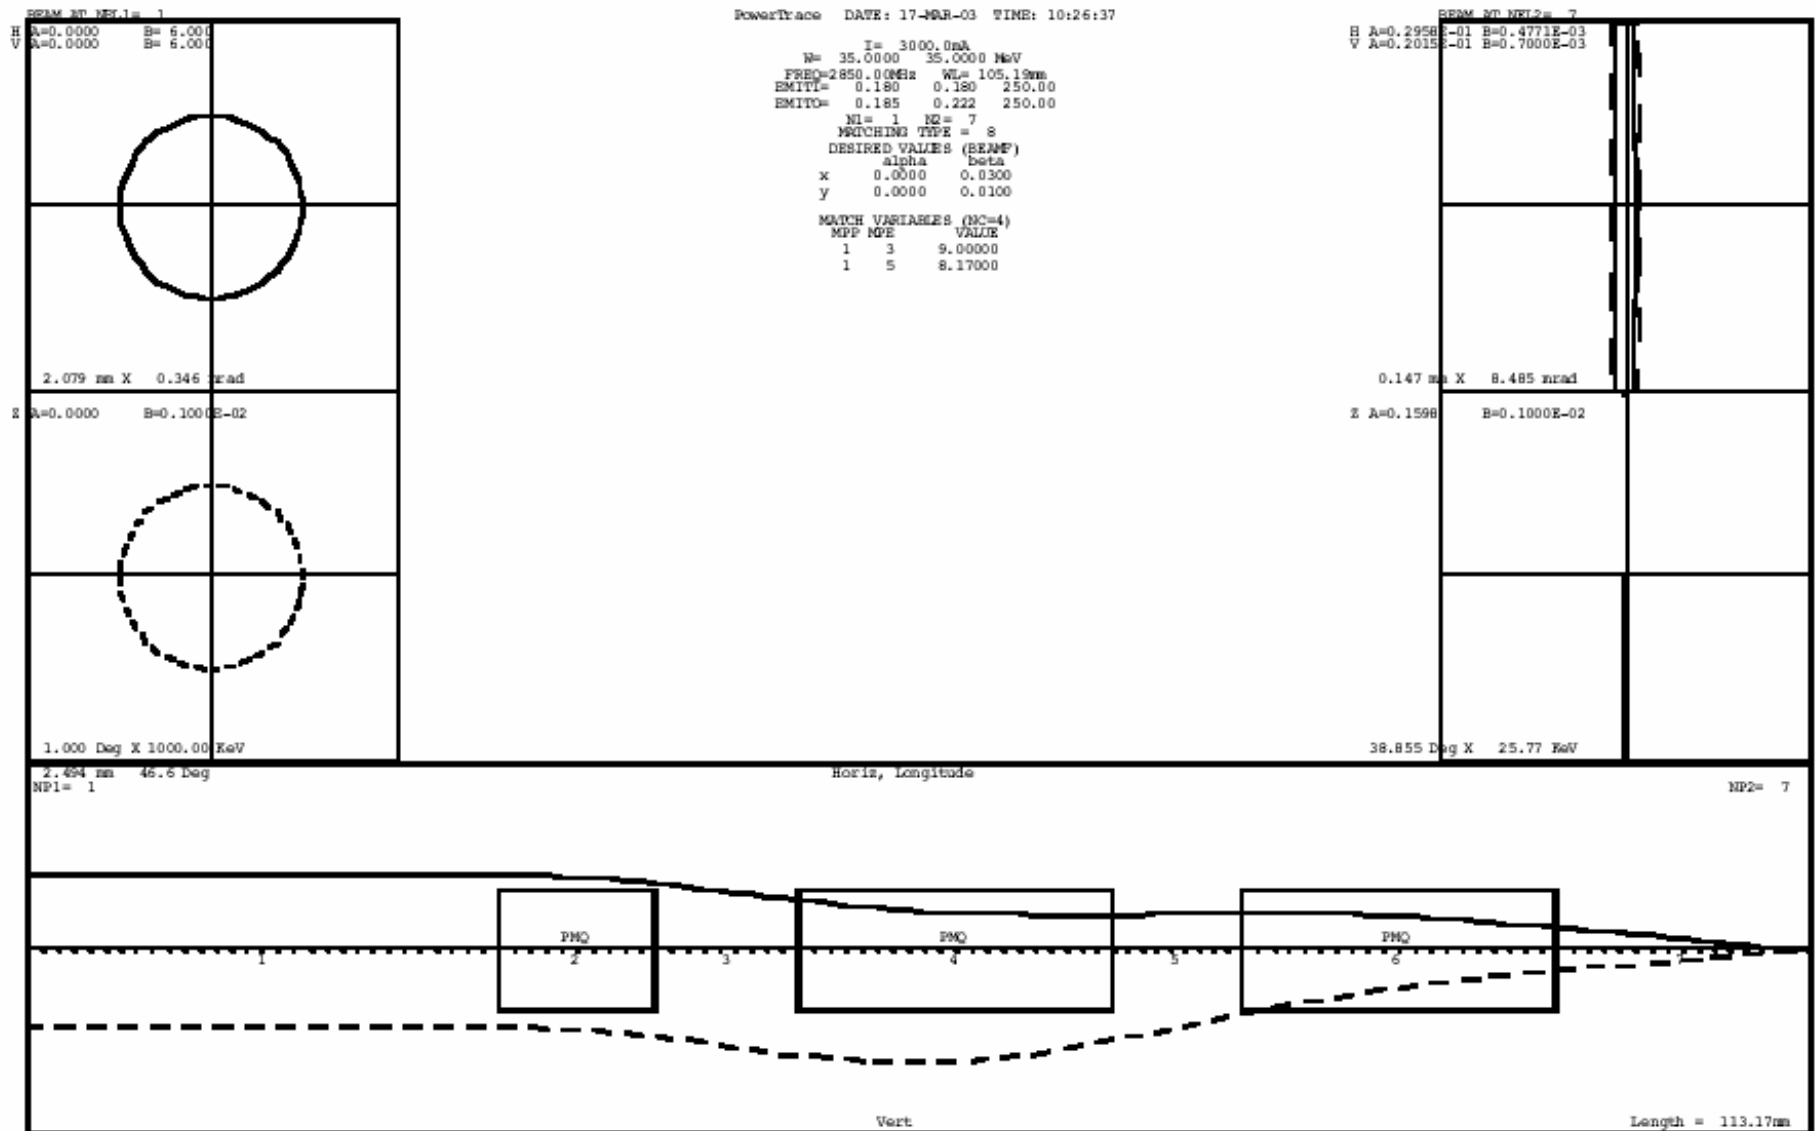 BEAM AT NEL1= 1
H A=0.0000 B= 6.000
V A=0.0000 B= 6.000
2.079 mm X 0.346 mrad
Z A=0.0000 B=0.1000E-02
1.000 Deg X 1000.00 KeV
PowerTrace DATE: 17-MAR-03 TIME: 10:26:37
I= 3000.0mA
W= 35.0000 35.0000 MeV
FREQ=2850.00MHz WL= 105.19mm
EMITI= 0.180 0.180 250.00
EMITO= 0.185 0.222 250.00
N1= 1 N2= 7
MATCHING TYPE = 8
DESIRED VALUES (BEAMF)
alpha beta
x 0.0000 0.0300
y 0.0000 0.0100
MATCH VARIABLES (NC=4)
MPP MPE VALUE
1 3 9.00000
1 5 8.17000
BEAM AT NEL2= 7
H A=0.2958E-01 B=0.4771E-03
V A=0.2015E-01 B=0.7000E-03
0.147 mm X 8.485 mrad
Z A=0.1598 B=0.1000E-02
38.855 Deg X 25.77 KeV
2.494 mm 46.6 Deg
Horiz, Longitude
NP1= 1
NP2= 7
PMQ PMQ PMQ
1 2 3 4 5 6 7
Vert
Length = 113.17mm